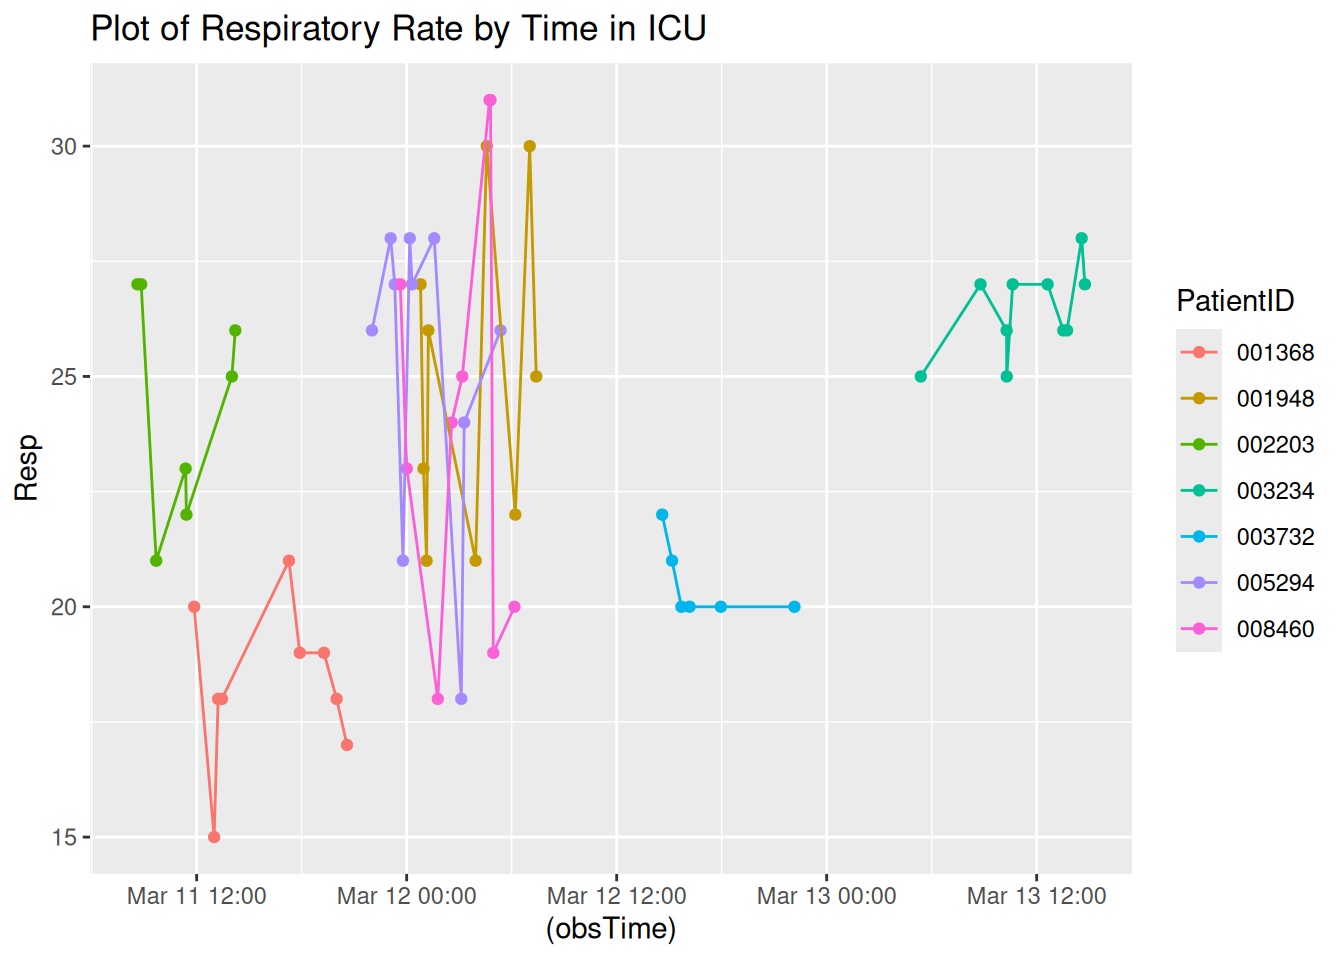 Plot of Respiratory Rate by Time in ICU
30
25
20
15
Resp
Mar 11 12:00
Mar 12 00:00
Mar 12 12:00
Mar 13 00:00
Mar 13 12:00
(obsTime)
PatientID
001368
001948
002203
003234
003732
005294
008460